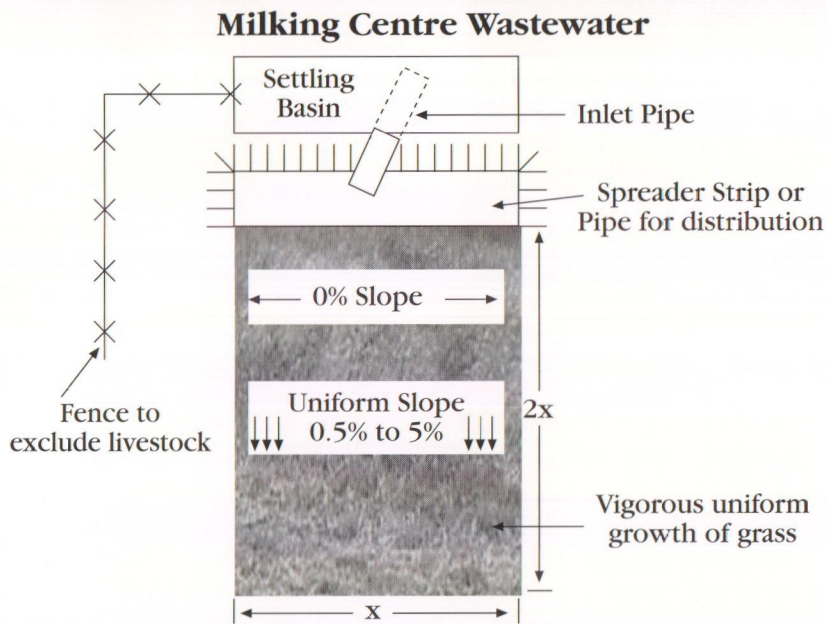 Milking Centre Wastewater
Settling
Basin
Inlet Pipe
Spreader Strip or
Pipe for distribution
0% Slope
Uniform Slope
0.5% to 5%
2x
Fence to
exclude livestock
Vigorous uniform
growth of grass
x